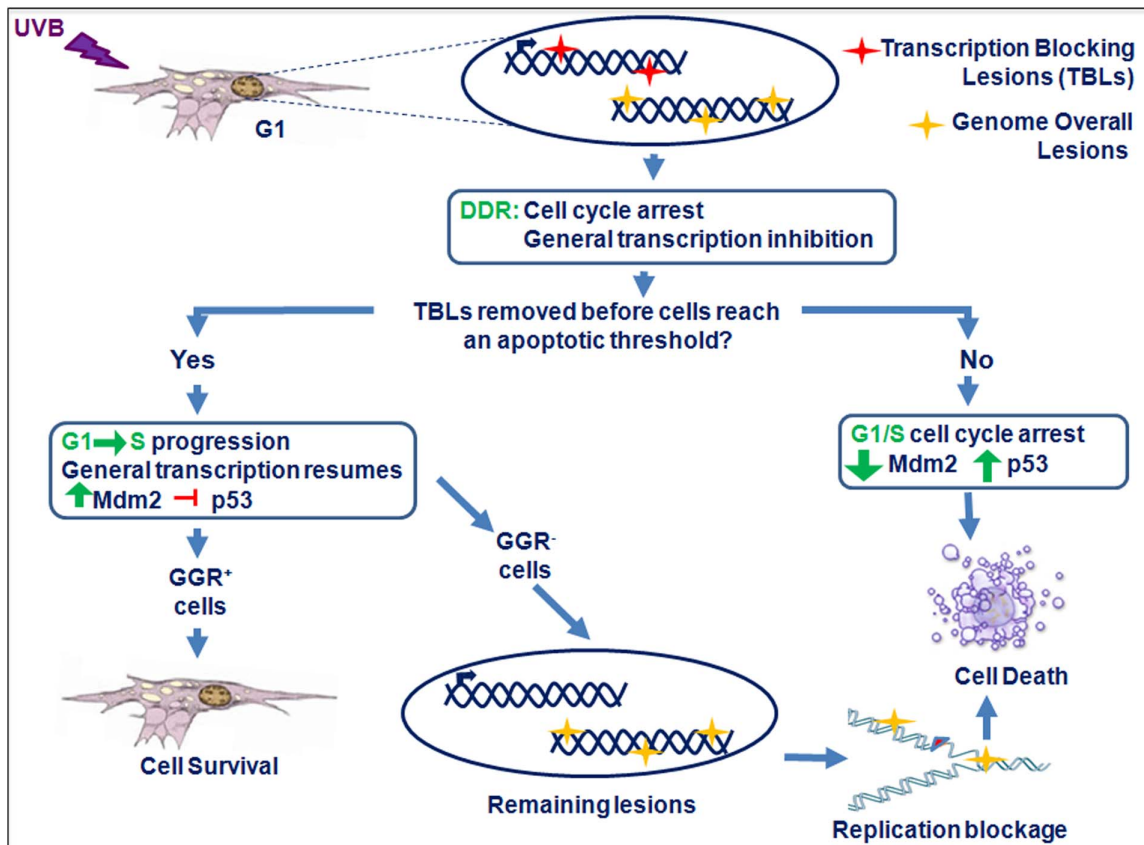 UVB
G1
Transcription Blocking
Lesions (TBLs)
Genome Overall
Lesions
DDR: Cell cycle arrest
General transcription inhibition
TBLs removed before cells reach
an apoptotic threshold?
Yes
No
G1 S progression
General transcription resumes
Mdm2 p53
G1/S cell cycle arrest
Mdm2 p53
GGR+
cells
GGR-
cells
Cell Survival
Remaining lesions
Cell Death
Replication blockage